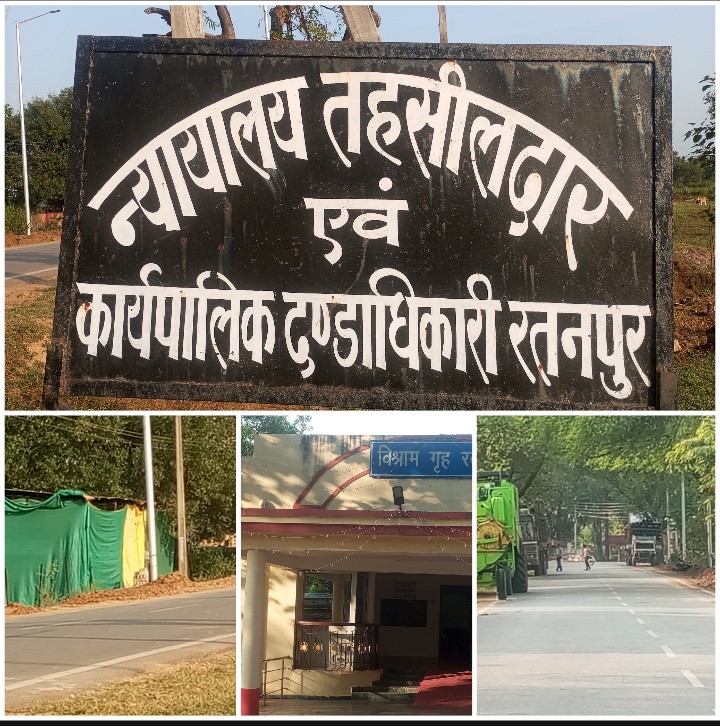 न्यायालय तहसीलदार
एवं
कार्यपालिक दण्डाधिकारी रतनपुर
विश्राम गृह